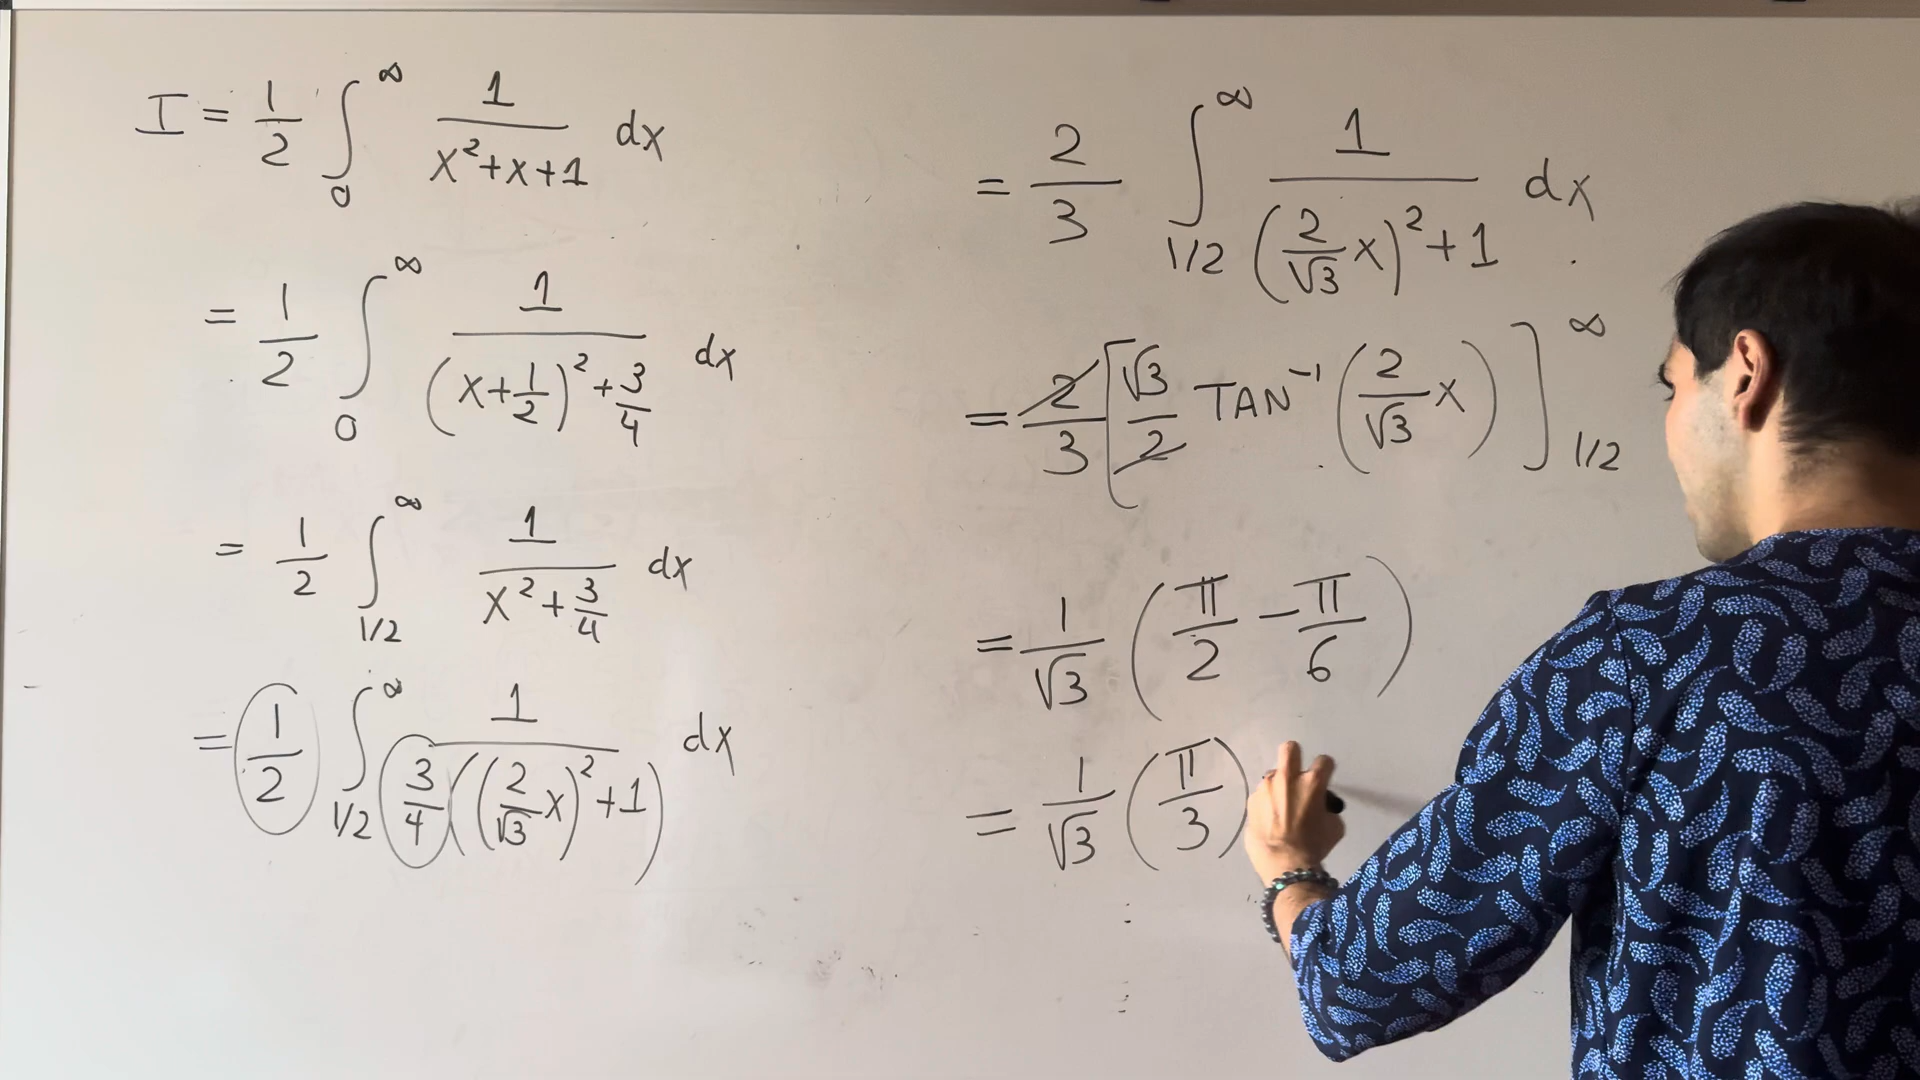 I = 1/2 ∫₀^∞ 1/(x²+x+1) dx
= 1/2 ∫₀^∞ 1/((x+1/2)²+3/4) dx
= 1/2 ∫_{1/2}^∞ 1/(x²+3/4) dx
= 1/2 ∫_{1/2}^∞ 1/(3/4((2/√3 x)²+1)) dx
= 2/3 ∫_{1/2}^∞ 1/((2/√3 x)²+1) dx
= 2/3 [√3/2 TAN⁻¹(2/√3 x)]_{1/2}^∞
= 1/√3 (π/2 − π/6)
= 1/√3 (π/3)